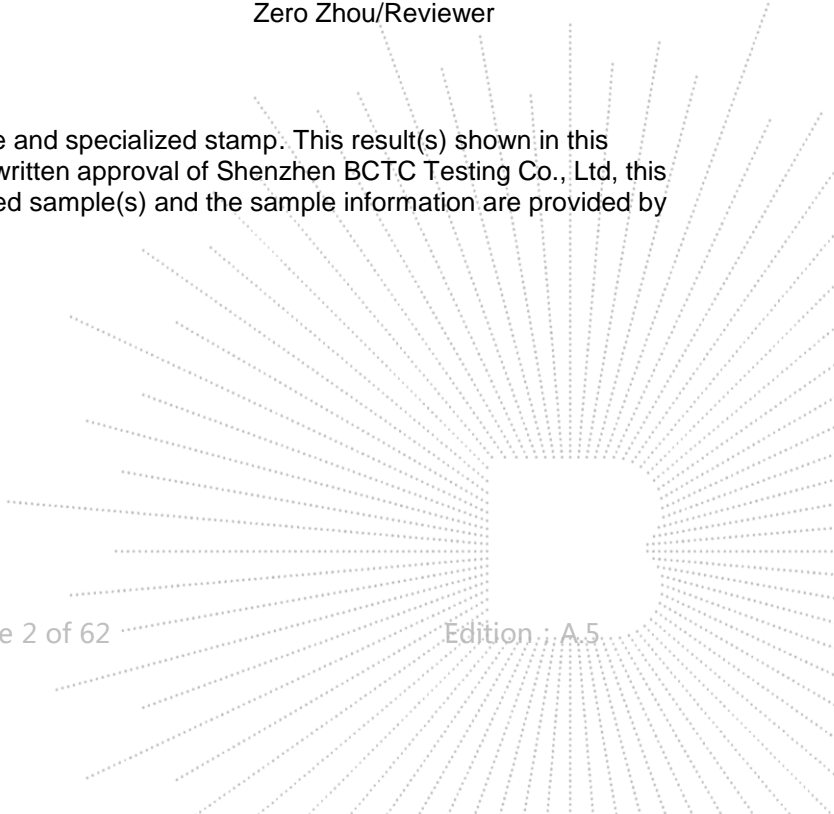 Zero Zhou/Reviewer
e and specialized stamp. This result(s) shown in this
written approval of Shenzhen BCTC Testing Co., Ltd, this
ed sample(s) and the sample information are provided by
e 2 of 62 Edition：A.5